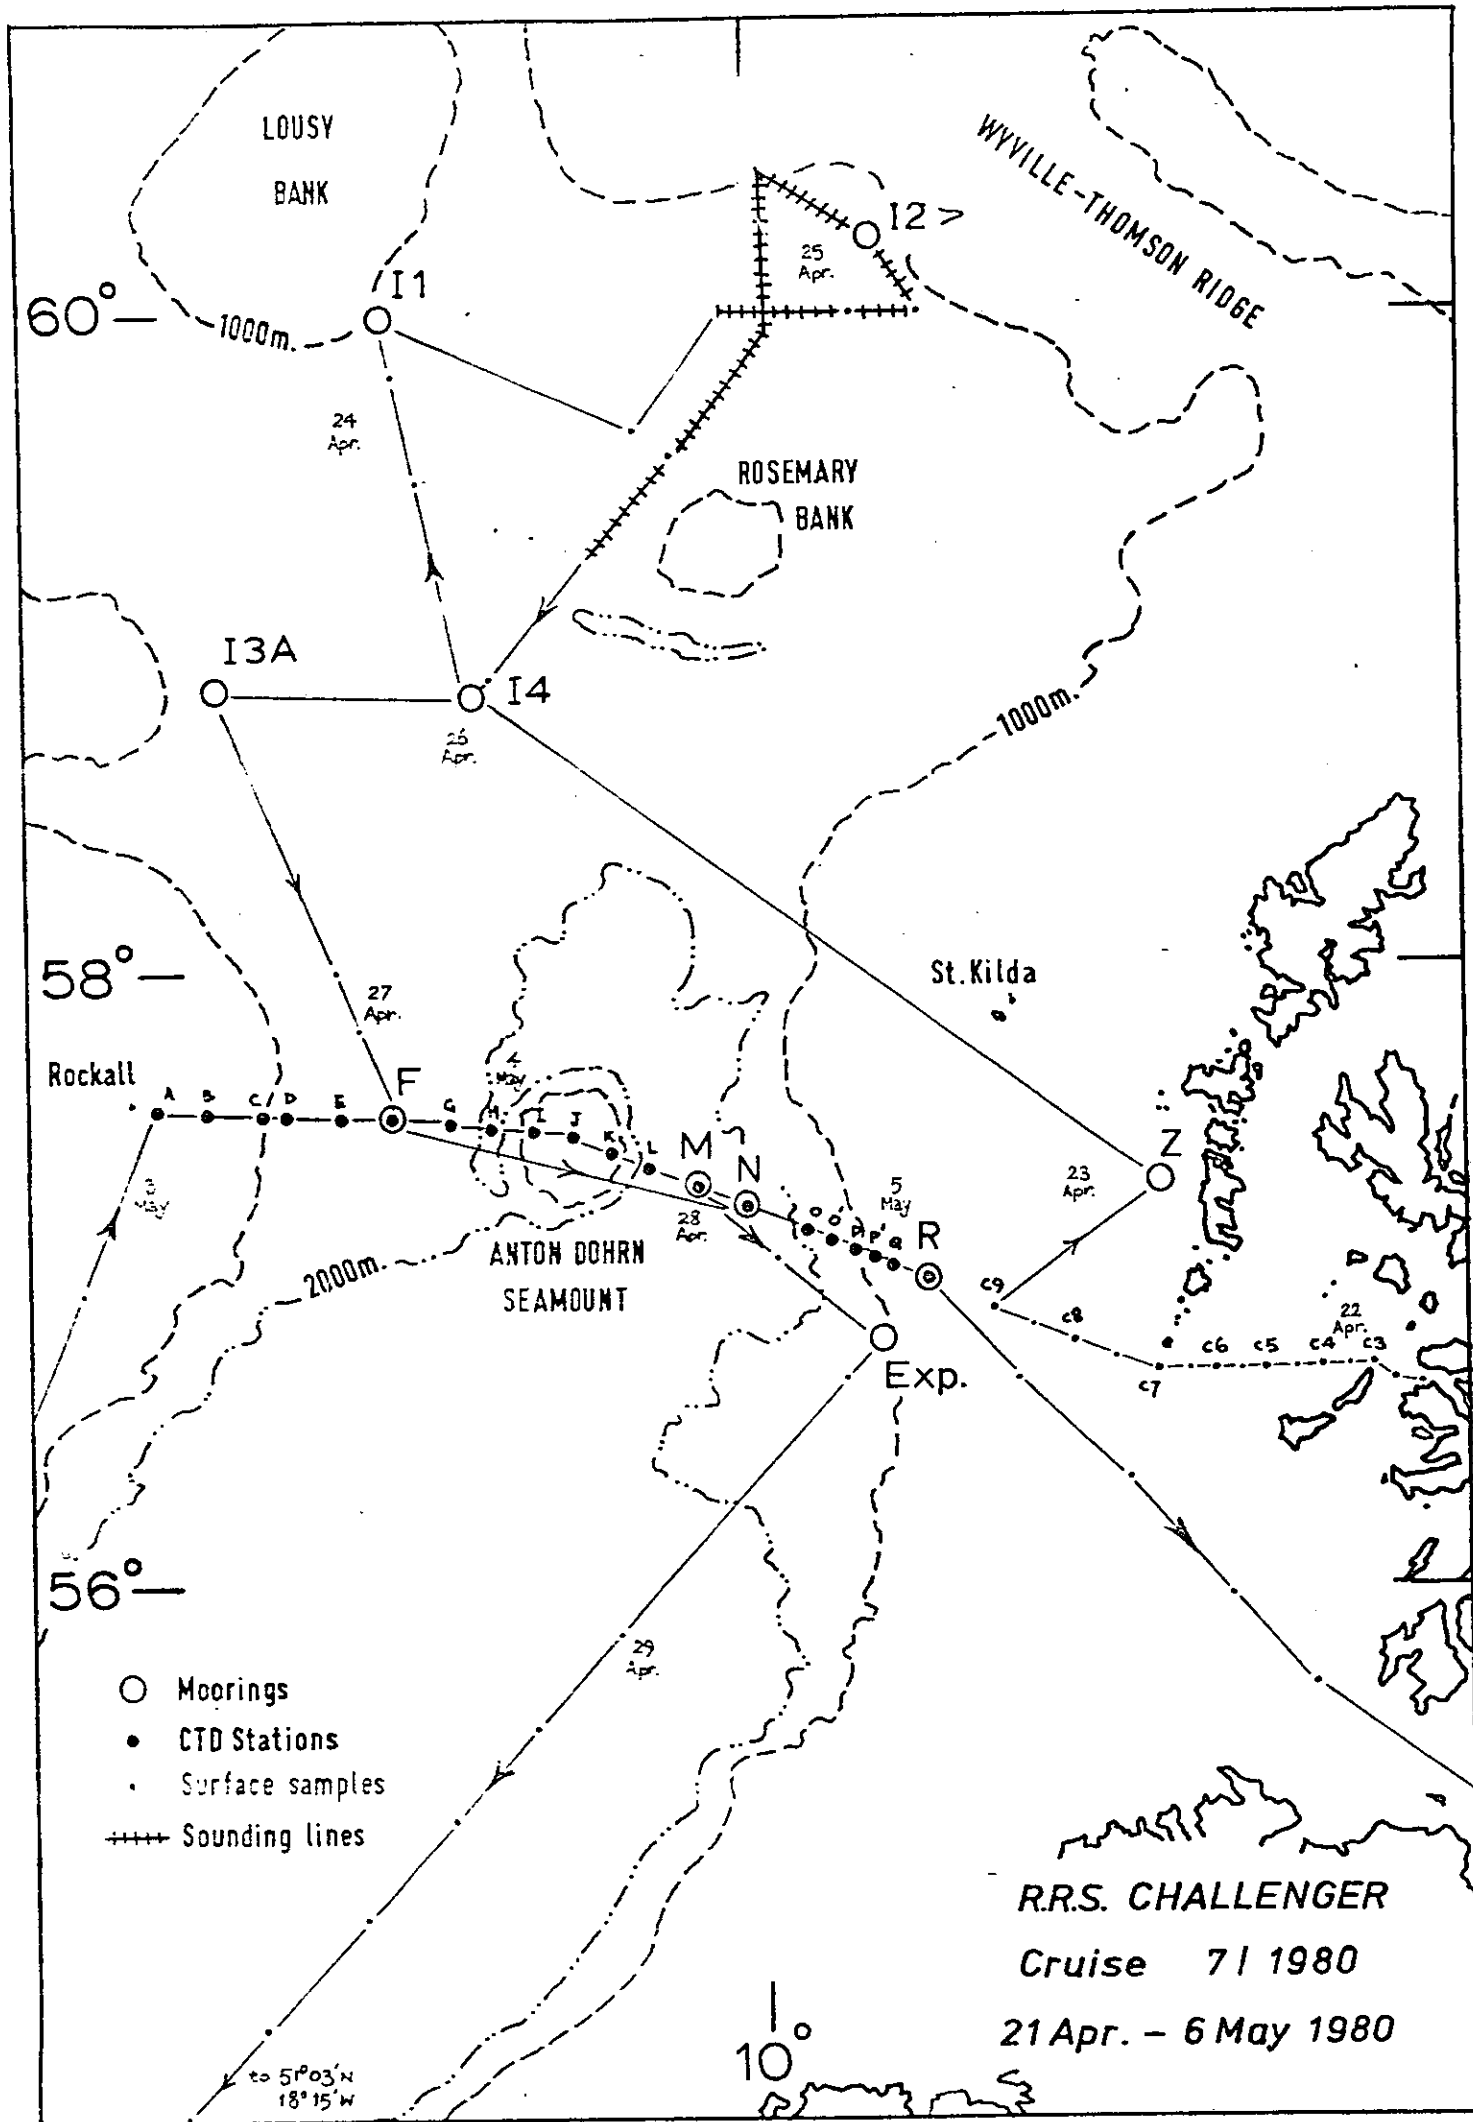 LOUSY
BANK
WYVILLE-THOMSON RIDGE
I2 >
25
Apr.
I1
60°
1000m.
24
Apr.
ROSEMARY
BANK
I3A
I4
26
Apr.
1000m.
58°
St. Kilda
27
Apr.
Rockall
4
May
A B C D E F G H I J K L M N O O' P P' Q R
5
May
Z
23
Apr.
3
May
28
Apr.
ANTON DOHRN
SEAMOUNT
2000m.
C9
C8
C7
C6
C5
C4
C3
22
Apr.
Exp.
56°
29
Apr.
Moorings
CTD Stations
Surface samples
Sounding lines
R.R.S. CHALLENGER
Cruise 7/ 1980
21 Apr. – 6 May 1980
10°
to 51°03'N
18°15'W